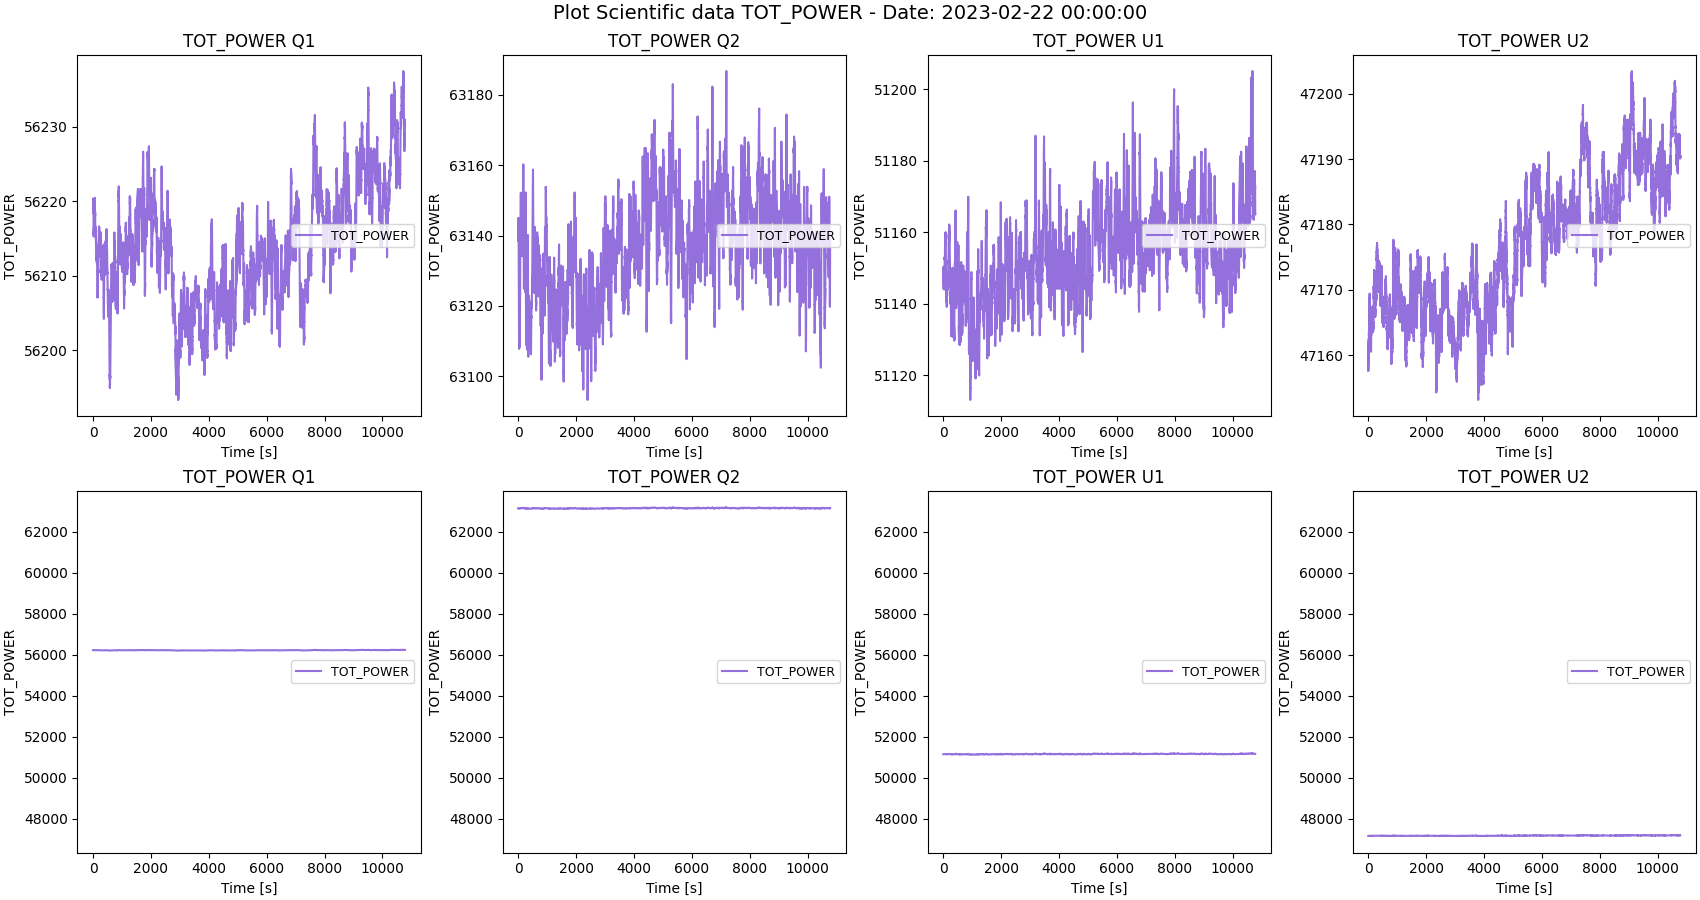 Plot Scientific data TOT_POWER - Date: 2023-02-22 00:00:00
TOT_POWER Q1
TOT_POWER
56230
56220
56210
56200
TOT_POWER
0 2000 4000 6000 8000 10000
Time [s]
TOT_POWER Q2
TOT_POWER
63180
63160
63140
63120
63100
TOT_POWER
0 2000 4000 6000 8000 10000
Time [s]
TOT_POWER U1
TOT_POWER
51200
51180
51160
51140
51120
TOT_POWER
0 2000 4000 6000 8000 10000
Time [s]
TOT_POWER U2
TOT_POWER
47200
47190
47180
47170
47160
TOT_POWER
0 2000 4000 6000 8000 10000
Time [s]
TOT_POWER Q1
TOT_POWER
62000
60000
58000
56000
54000
52000
50000
48000
TOT_POWER
0 2000 4000 6000 8000 10000
Time [s]
TOT_POWER Q2
TOT_POWER
62000
60000
58000
56000
54000
52000
50000
48000
TOT_POWER
0 2000 4000 6000 8000 10000
Time [s]
TOT_POWER U1
TOT_POWER
62000
60000
58000
56000
54000
52000
50000
48000
TOT_POWER
0 2000 4000 6000 8000 10000
Time [s]
TOT_POWER U2
TOT_POWER
62000
60000
58000
56000
54000
52000
50000
48000
TOT_POWER
0 2000 4000 6000 8000 10000
Time [s]